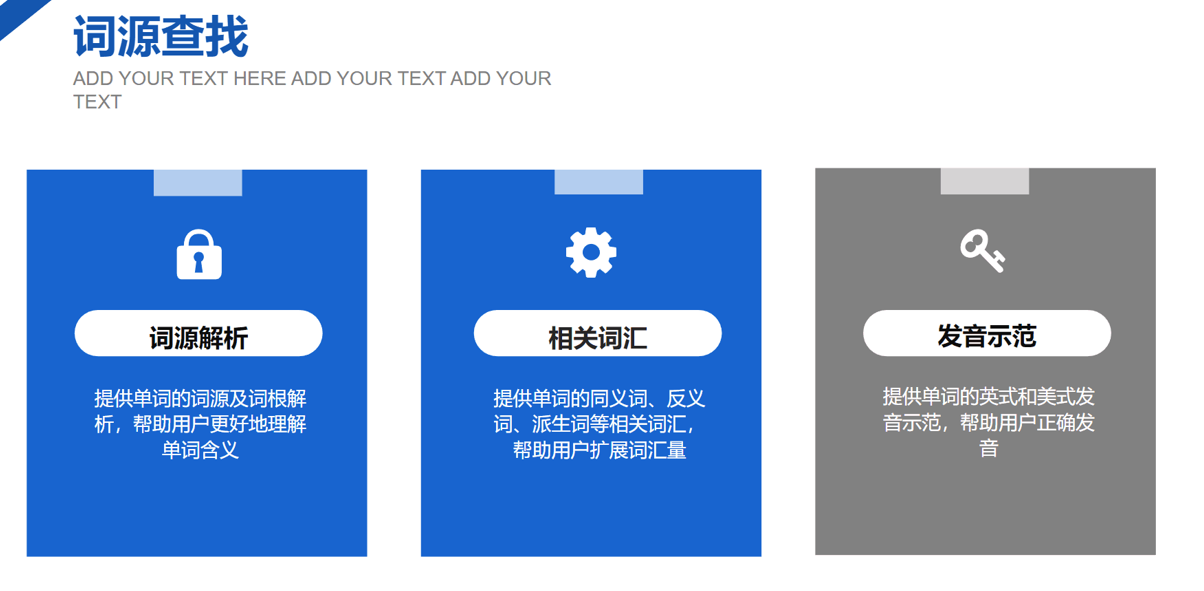 词源查找
ADD YOUR TEXT HERE ADD YOUR TEXT ADD YOUR
TEXT
词源解析
提供单词的词源及词根解
析，帮助用户更好地理解
单词含义
相关词汇
提供单词的同义词、反义
词、派生词等相关词汇，
帮助用户扩展词汇量
发音示范
提供单词的英式和美式发
音示范，帮助用户正确发
音